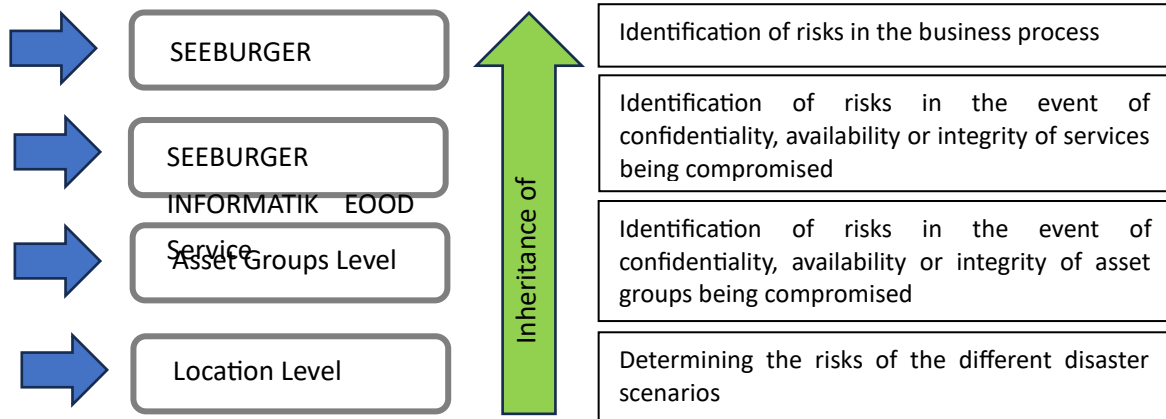 SEEBURGER
Identification of risks in the business process
SEEBURGER
INFORMATIK EOOD
Service
Identification of risks in the event of
confidentiality, availability or integrity of services
being compromised
Asset Groups Level
Identification of risks in the event of
confidentiality, availability or integrity of asset
groups being compromised
Location Level
Determining the risks of the different disaster
scenarios
Inheritance of